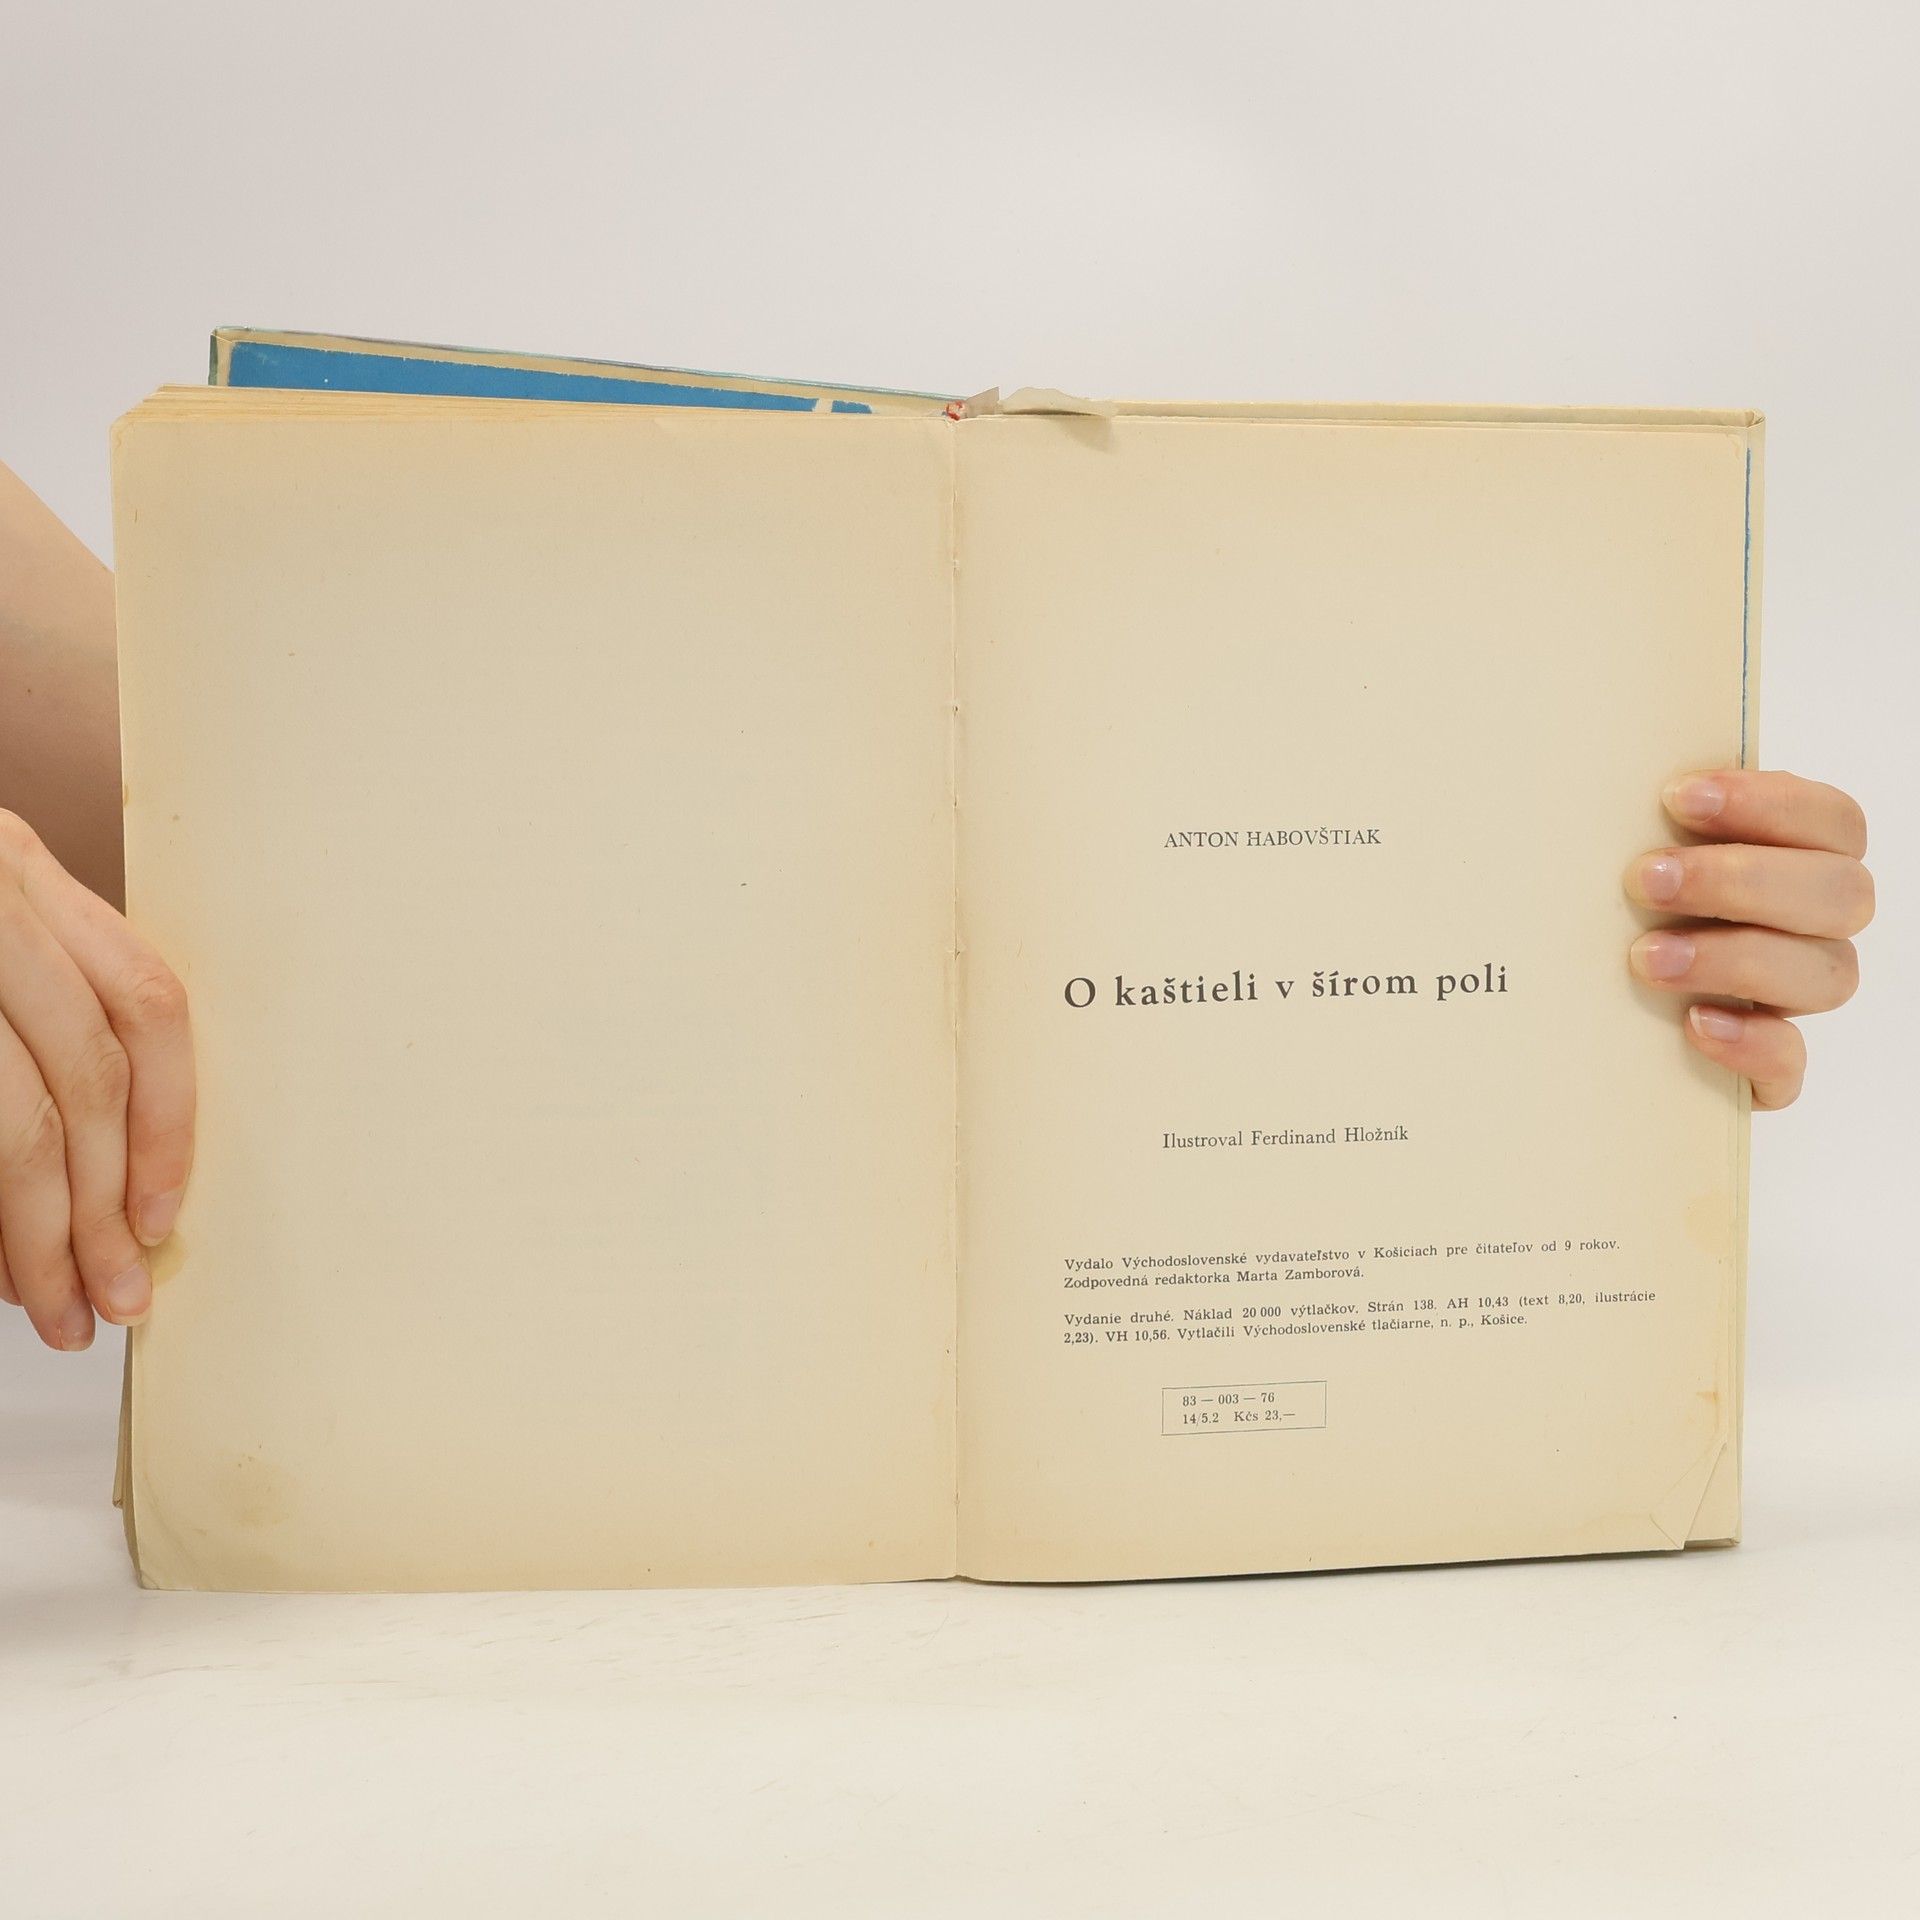 ANTON HABOVŠTIAK
O kaštieli v šírom poli
Ilustroval Ferdinand Hložník
Vydalo Východoslovenské vydavateľstvo v Košiciach pre čitateľov od 9 rokov.
Zodpovedná redaktorka Marta Zamborová.
Vydanie druhé. Náklad 20 000 výtlačkov. Strán 138. AH 10,43 (text 8,20, ilustrácie
2,23). VH 10,56. Vytlačili Východoslovenské tlačiarne, n. p., Košice.
83 — 003 — 76
14/5.2 Kčs 23,—